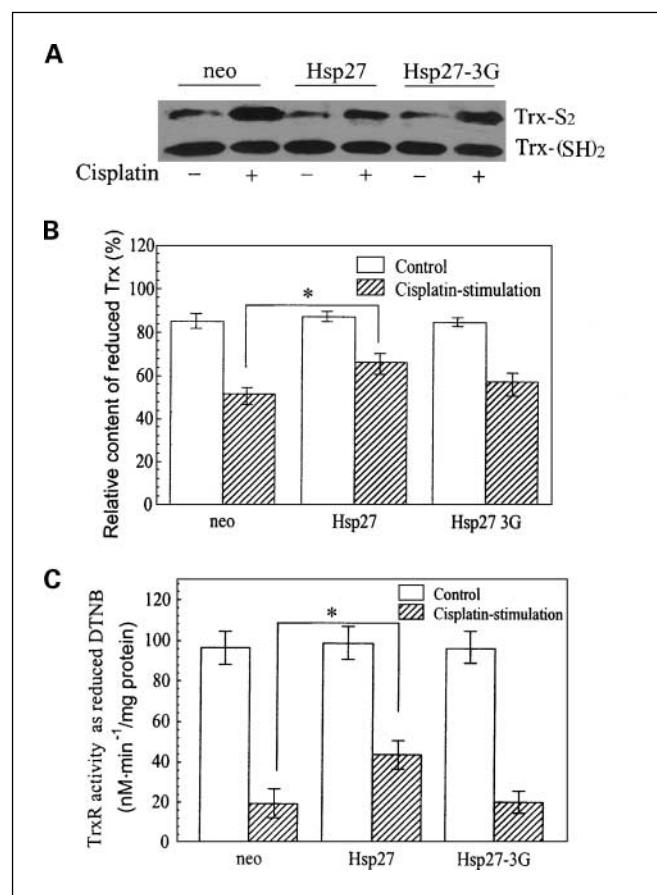 A
neo Hsp27 Hsp27-3G
Trx-S2
Trx-(SH)2
Cisplatin − + − + − +
B
Relative content of reduced Trx (%)
120
100
80
60
40
20
0
Control
Cisplatin-stimulation
*
neo Hsp27 Hsp27 3G
C
TrxR activity as reduced DTNB
(nM·min⁻¹/mg protein)
120
100
80
60
40
20
0
Control
Cisplatin-stimulation
*
neo Hsp27 Hsp27-3G